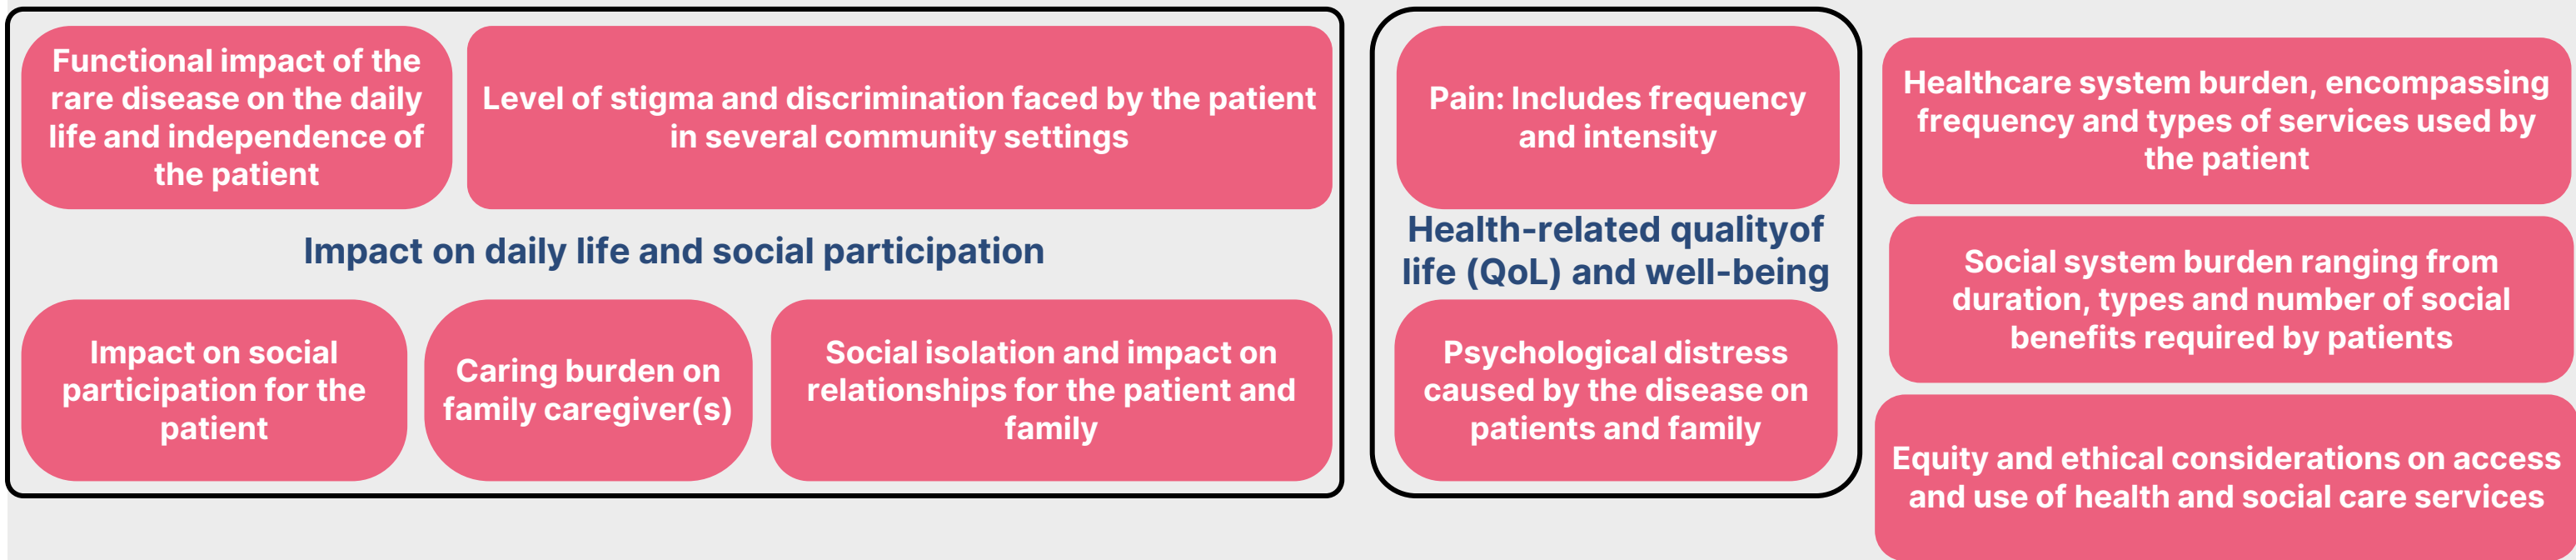 Functional impact of the
rare disease on the daily
life and independence of
the patient
Level of stigma and discrimination faced by the patient
in several community settings
Impact on daily life and social participation
Impact on social
participation for the
patient
Caring burden on
family caregiver(s)
Social isolation and impact on
relationships for the patient and
family
Pain: Includes frequency
and intensity
Health-related qualityof
life (QoL) and well-being
Psychological distress
caused by the disease on
patients and family
Healthcare system burden, encompassing
frequency and types of services used by
the patient
Social system burden ranging from
duration, types and number of social
benefits required by patients
Equity and ethical considerations on access
and use of health and social care services